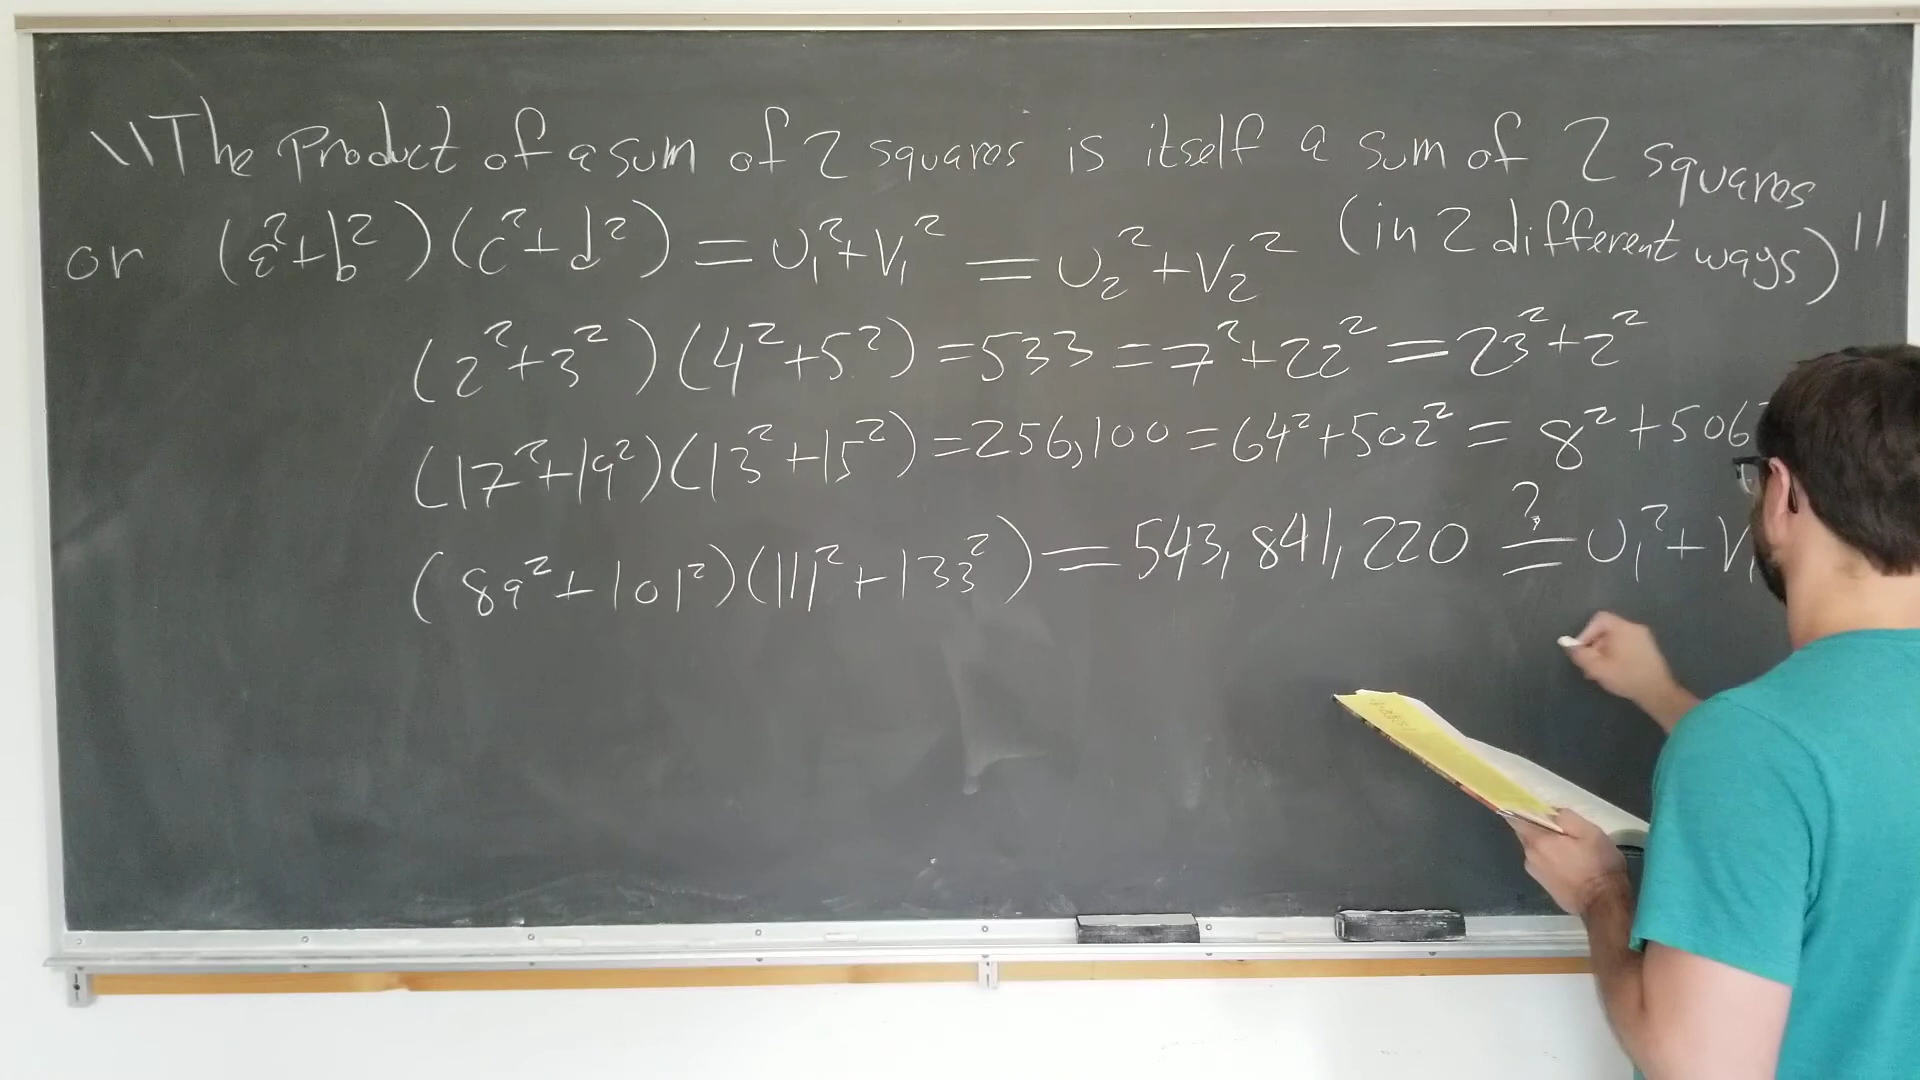 "The Product of a sum of 2 squares is itself a sum of 2 squares
or (a²+b²)(c²+d²) = U₁²+V₁² = U₂²+V₂² (in 2 different ways)"
(2²+3²)(4²+5²) = 533 = 7²+22² = 23²+2²
(17²+19²)(13²+15²) = 256,100 = 64²+502² = 8²+506²
(89²+101²)(111²+133²) = 543,841,220 ?= U₁²+V₁